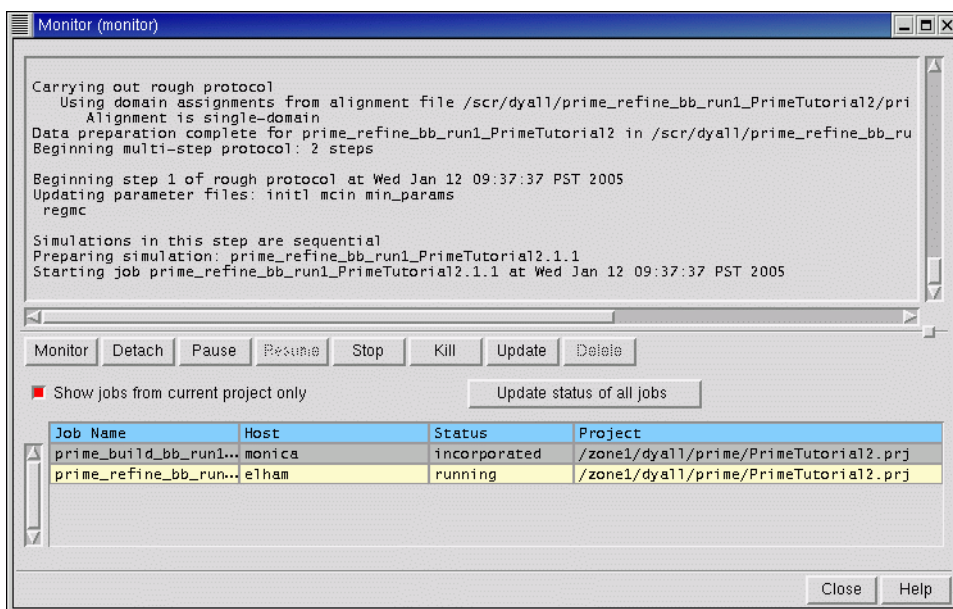 Monitor (monitor)
Carrying out rough protocol
Using domain assignments from alignment file /scr/dyall/prime_refine_bb_run1_PrimeTutorial2/pri
Alignment is single-domain
Data preparation complete for prime_refine_bb_run1_PrimeTutorial2 in /scr/dyall/prime_refine_bb_ru
Beginning multi-step protocol: 2 steps
Beginning step 1 of rough protocol at Wed Jan 12 09:37:37 PST 2005
Updating parameter files: initl mcin min_params
regmc
Simulations in this step are sequential
Preparing simulation: prime_refine_bb_run1_PrimeTutorial2.1.1
Starting job prime_refine_bb_run1_PrimeTutorial2.1.1 at Wed Jan 12 09:37:37 PST 2005
Monitor Detach Pause Resume Stop Kill Update Delete
Show jobs from current project only Update status of all jobs
Job Name Host Status Project
prime_build_bb_run1... monica incorporated /zone1/dyall/prime/PrimeTutorial2.prj
prime_refine_bb_run... elham running /zone1/dyall/prime/PrimeTutorial2.prj
Close Help